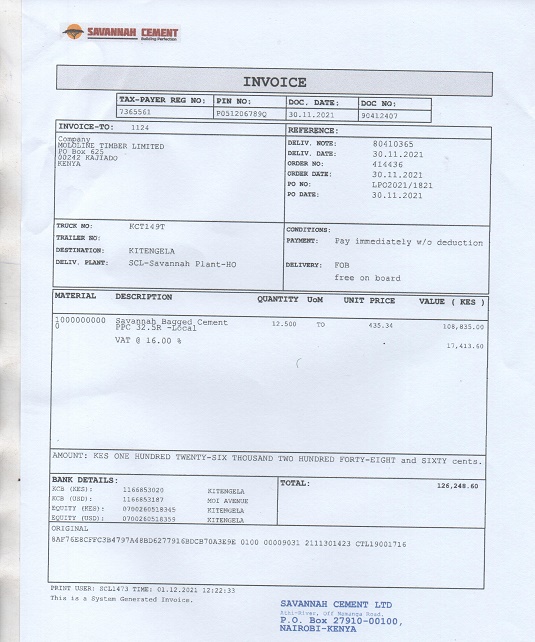 SAVANNAH CEMENT
Building Perfection
INVOICE
TAX-PAYER REG NO: PIN NO: DOC. DATE: DOC NO:
7365561 P051206789Q 30.11.2021 90412407
INVOICE-TO: 1124
Company
MOLOLINE TIMBER LIMITED
PO Box 625
00242 KAJIADO
KENYA
REFERENCE:
DELIV. NOTE: 80410365
DELIV. DATE: 30.11.2021
ORDER NO: 414436
ORDER DATE: 30.11.2021
PO NO: LPO2021/1821
PO DATE: 30.11.2021
TRUCK NO: KCT149T
TRAILER NO:
DESTINATION: KITENGELA
DELIV. PLANT: SCL-Savannah Plant-HO
CONDITIONS:
PAYMENT: Pay immediately w/o deduction
DELIVERY: FOB
free on board
MATERIAL DESCRIPTION QUANTITY UoM UNIT PRICE VALUE ( KES )
1000000000 Savannah Bagged Cement 12.500 TO 435.34 108,835.00
0 PPC 32.5R -Local
VAT @ 16.00 % 17,413.60
AMOUNT: KES ONE HUNDRED TWENTY-SIX THOUSAND TWO HUNDRED FORTY-EIGHT and SIXTY cents.
BANK DETAILS:
KCB (KES): 1166853020 KITENGELA
KCB (USD): 1166853187 MOI AVENUE
EQUITY (KES): 0700260518345 KITENGELA
EQUITY (USD): 0700260518359 KITENGELA
TOTAL: 126,248.60
ORIGINAL
8AF76E8CFFC3B4797A48BD6277916BDCB70A3E9E 0100 00009031 2111301423 CTL19001716
PRINT USER: SCL1473 TIME: 01.12.2021 12:22:33
This is a System Generated Invoice.
SAVANNAH CEMENT LTD
Off Namanga Road.
P.O. Box 27910-00100,
NAIROBI-KENYA